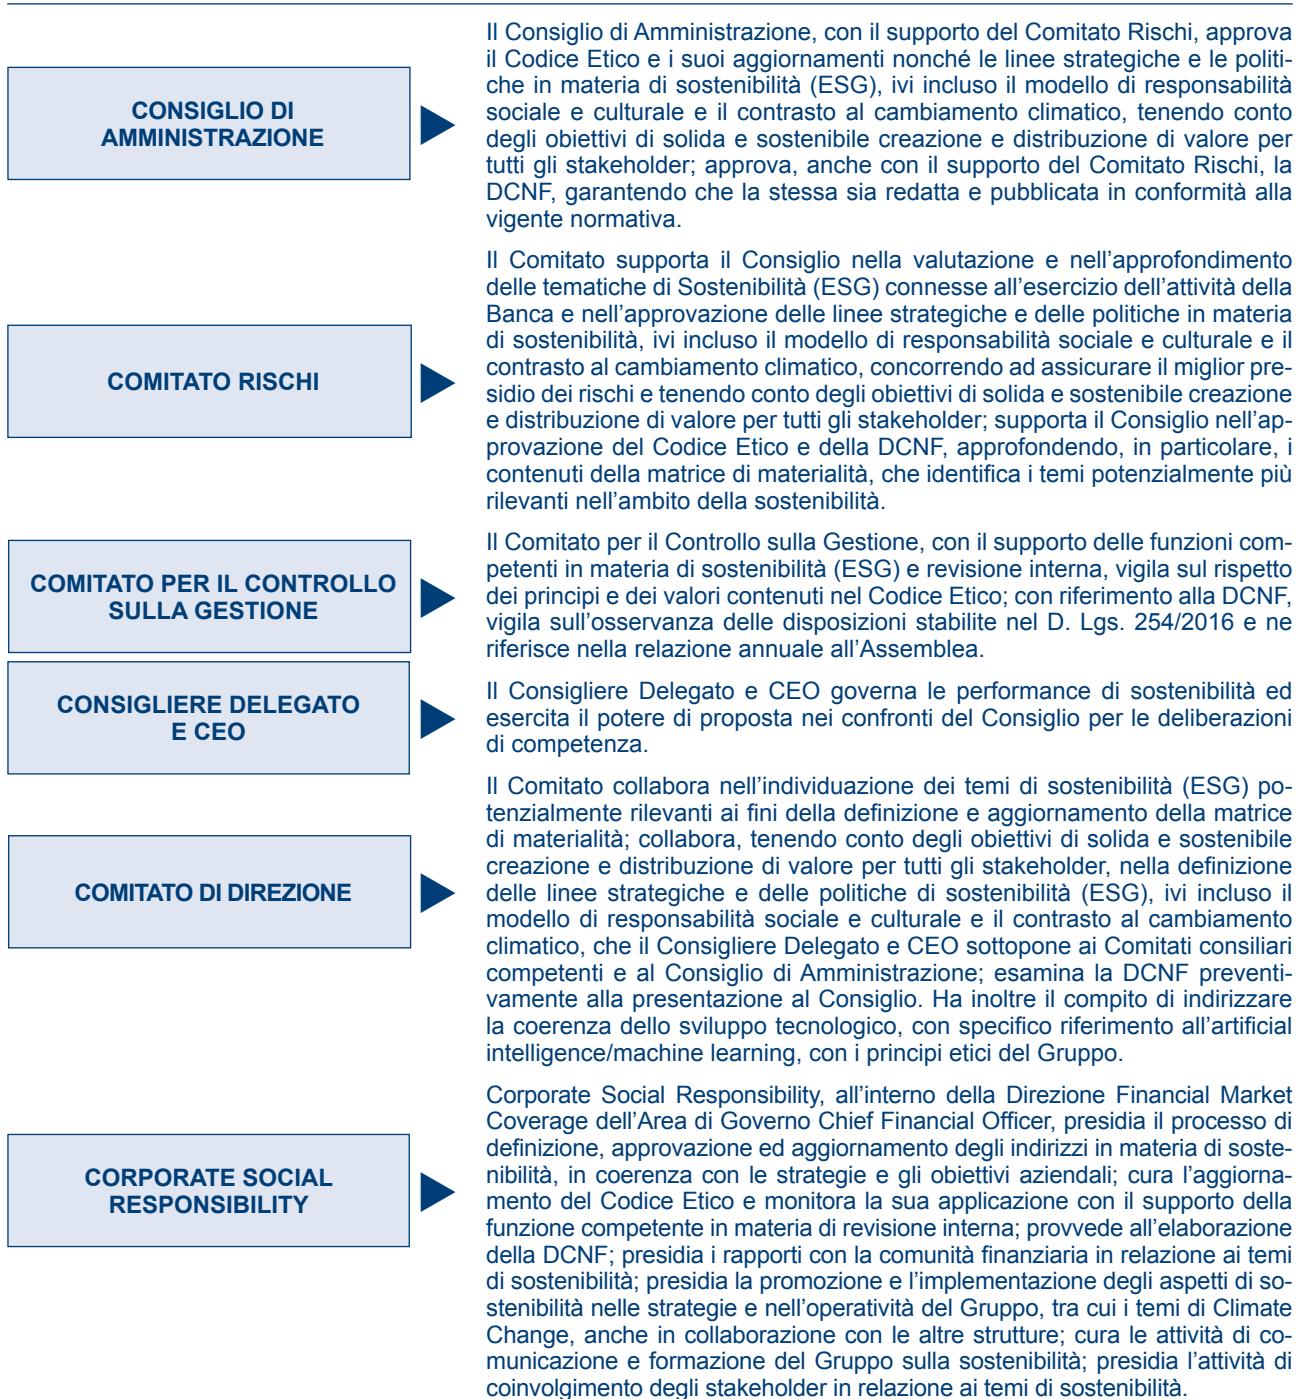 CONSIGLIO DI
AMMINISTRAZIONE
Il Consiglio di Amministrazione, con il supporto del Comitato Rischi, approva
il Codice Etico e i suoi aggiornamenti nonché le linee strategiche e le politi-
che in materia di sostenibilità (ESG), ivi incluso il modello di responsabilità
sociale e culturale e il contrasto al cambiamento climatico, tenendo conto
degli obiettivi di solida e sostenibile creazione e distribuzione di valore per
tutti gli stakeholder; approva, anche con il supporto del Comitato Rischi, la
DCNF, garantendo che la stessa sia redatta e pubblicata in conformità alla
vigente normativa.
COMITATO RISCHI
Il Comitato supporta il Consiglio nella valutazione e nell'approfondimento
delle tematiche di Sostenibilità (ESG) connesse all'esercizio dell'attività della
Banca e nell'approvazione delle linee strategiche e delle politiche in materia
di sostenibilità, ivi incluso il modello di responsabilità sociale e culturale e il
contrasto al cambiamento climatico, concorrendo ad assicurare il miglior pre-
sidio dei rischi e tenendo conto degli obiettivi di solida e sostenibile creazione
e distribuzione di valore per tutti gli stakeholder; supporta il Consiglio nell'ap-
provazione del Codice Etico e della DCNF, approfondendo, in particolare, i
contenuti della matrice di materialità, che identifica i temi potenzialmente più
rilevanti nell'ambito della sostenibilità.
COMITATO PER IL CONTROLLO
SULLA GESTIONE
Il Comitato per il Controllo sulla Gestione, con il supporto delle funzioni com-
petenti in materia di sostenibilità (ESG) e revisione interna, vigila sul rispetto
dei principi e dei valori contenuti nel Codice Etico; con riferimento alla DCNF,
vigila sull'osservanza delle disposizioni stabilite nel D. Lgs. 254/2016 e ne
riferisce nella relazione annuale all'Assemblea.
CONSIGLIERE DELEGATO
E CEO
Il Consigliere Delegato e CEO governa le performance di sostenibilità ed
esercita il potere di proposta nei confronti del Consiglio per le deliberazioni
di competenza.
COMITATO DI DIREZIONE
Il Comitato collabora nell'individuazione dei temi di sostenibilità (ESG) po-
tenzialmente rilevanti ai fini della definizione e aggiornamento della matrice
di materialità; collabora, tenendo conto degli obiettivi di solida e sostenibile
creazione e distribuzione di valore per tutti gli stakeholder, nella definizione
delle linee strategiche e delle politiche di sostenibilità (ESG), ivi incluso il
modello di responsabilità sociale e culturale e il contrasto al cambiamento
climatico, che il Consigliere Delegato e CEO sottopone ai Comitati consiliari
competenti e al Consiglio di Amministrazione; esamina la DCNF preventi-
vamente alla presentazione al Consiglio. Ha inoltre il compito di indirizzare
la coerenza dello sviluppo tecnologico, con specifico riferimento all'artificial
intelligence/machine learning, con i principi etici del Gruppo.
CORPORATE SOCIAL
RESPONSIBILITY
Corporate Social Responsibility, all'interno della Direzione Financial Market
Coverage dell'Area di Governo Chief Financial Officer, presidia il processo di
definizione, approvazione ed aggiornamento degli indirizzi in materia di soste-
nibilità, in coerenza con le strategie e gli obiettivi aziendali; cura l'aggiorna-
mento del Codice Etico e monitora la sua applicazione con il supporto della
funzione competente in materia di revisione interna; provvede all'elaborazione
della DCNF; presidia i rapporti con la comunità finanziaria in relazione ai temi
di sostenibilità; presidia la promozione e l'implementazione degli aspetti di so-
stenibilità nelle strategie e nell'operatività del Gruppo, tra cui i temi di Climate
Change, anche in collaborazione con le altre strutture; cura le attività di co-
municazione e formazione del Gruppo sulla sostenibilità; presidia l'attività di
coinvolgimento degli stakeholder in relazione ai temi di sostenibilità.